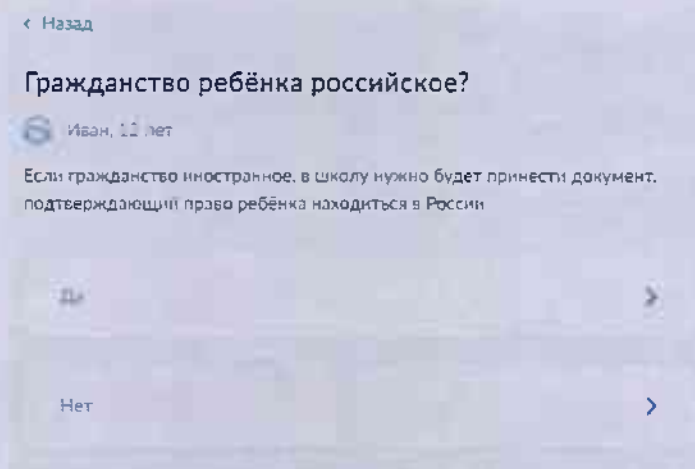 Назад
Гражданство ребёнка российское?
Иван, 12 лет
Если гражданство иностранное, в школу нужно будет принести документ,
подтверждающий право ребёнка находиться в России
Да
Нет